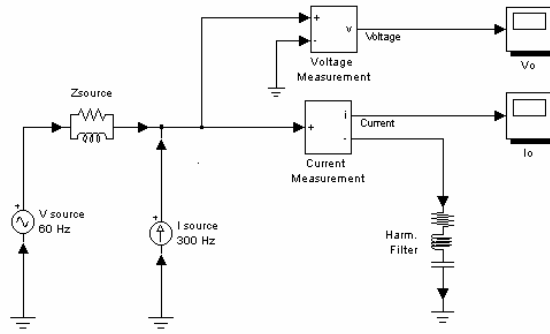 +
-
v
Voltage
Voltage
Measurement
Vo
Zsource
+
i
-
Current
Current
Measurement
Io
+
V source
60 Hz
+
I source
300 Hz
Harm.
Filter